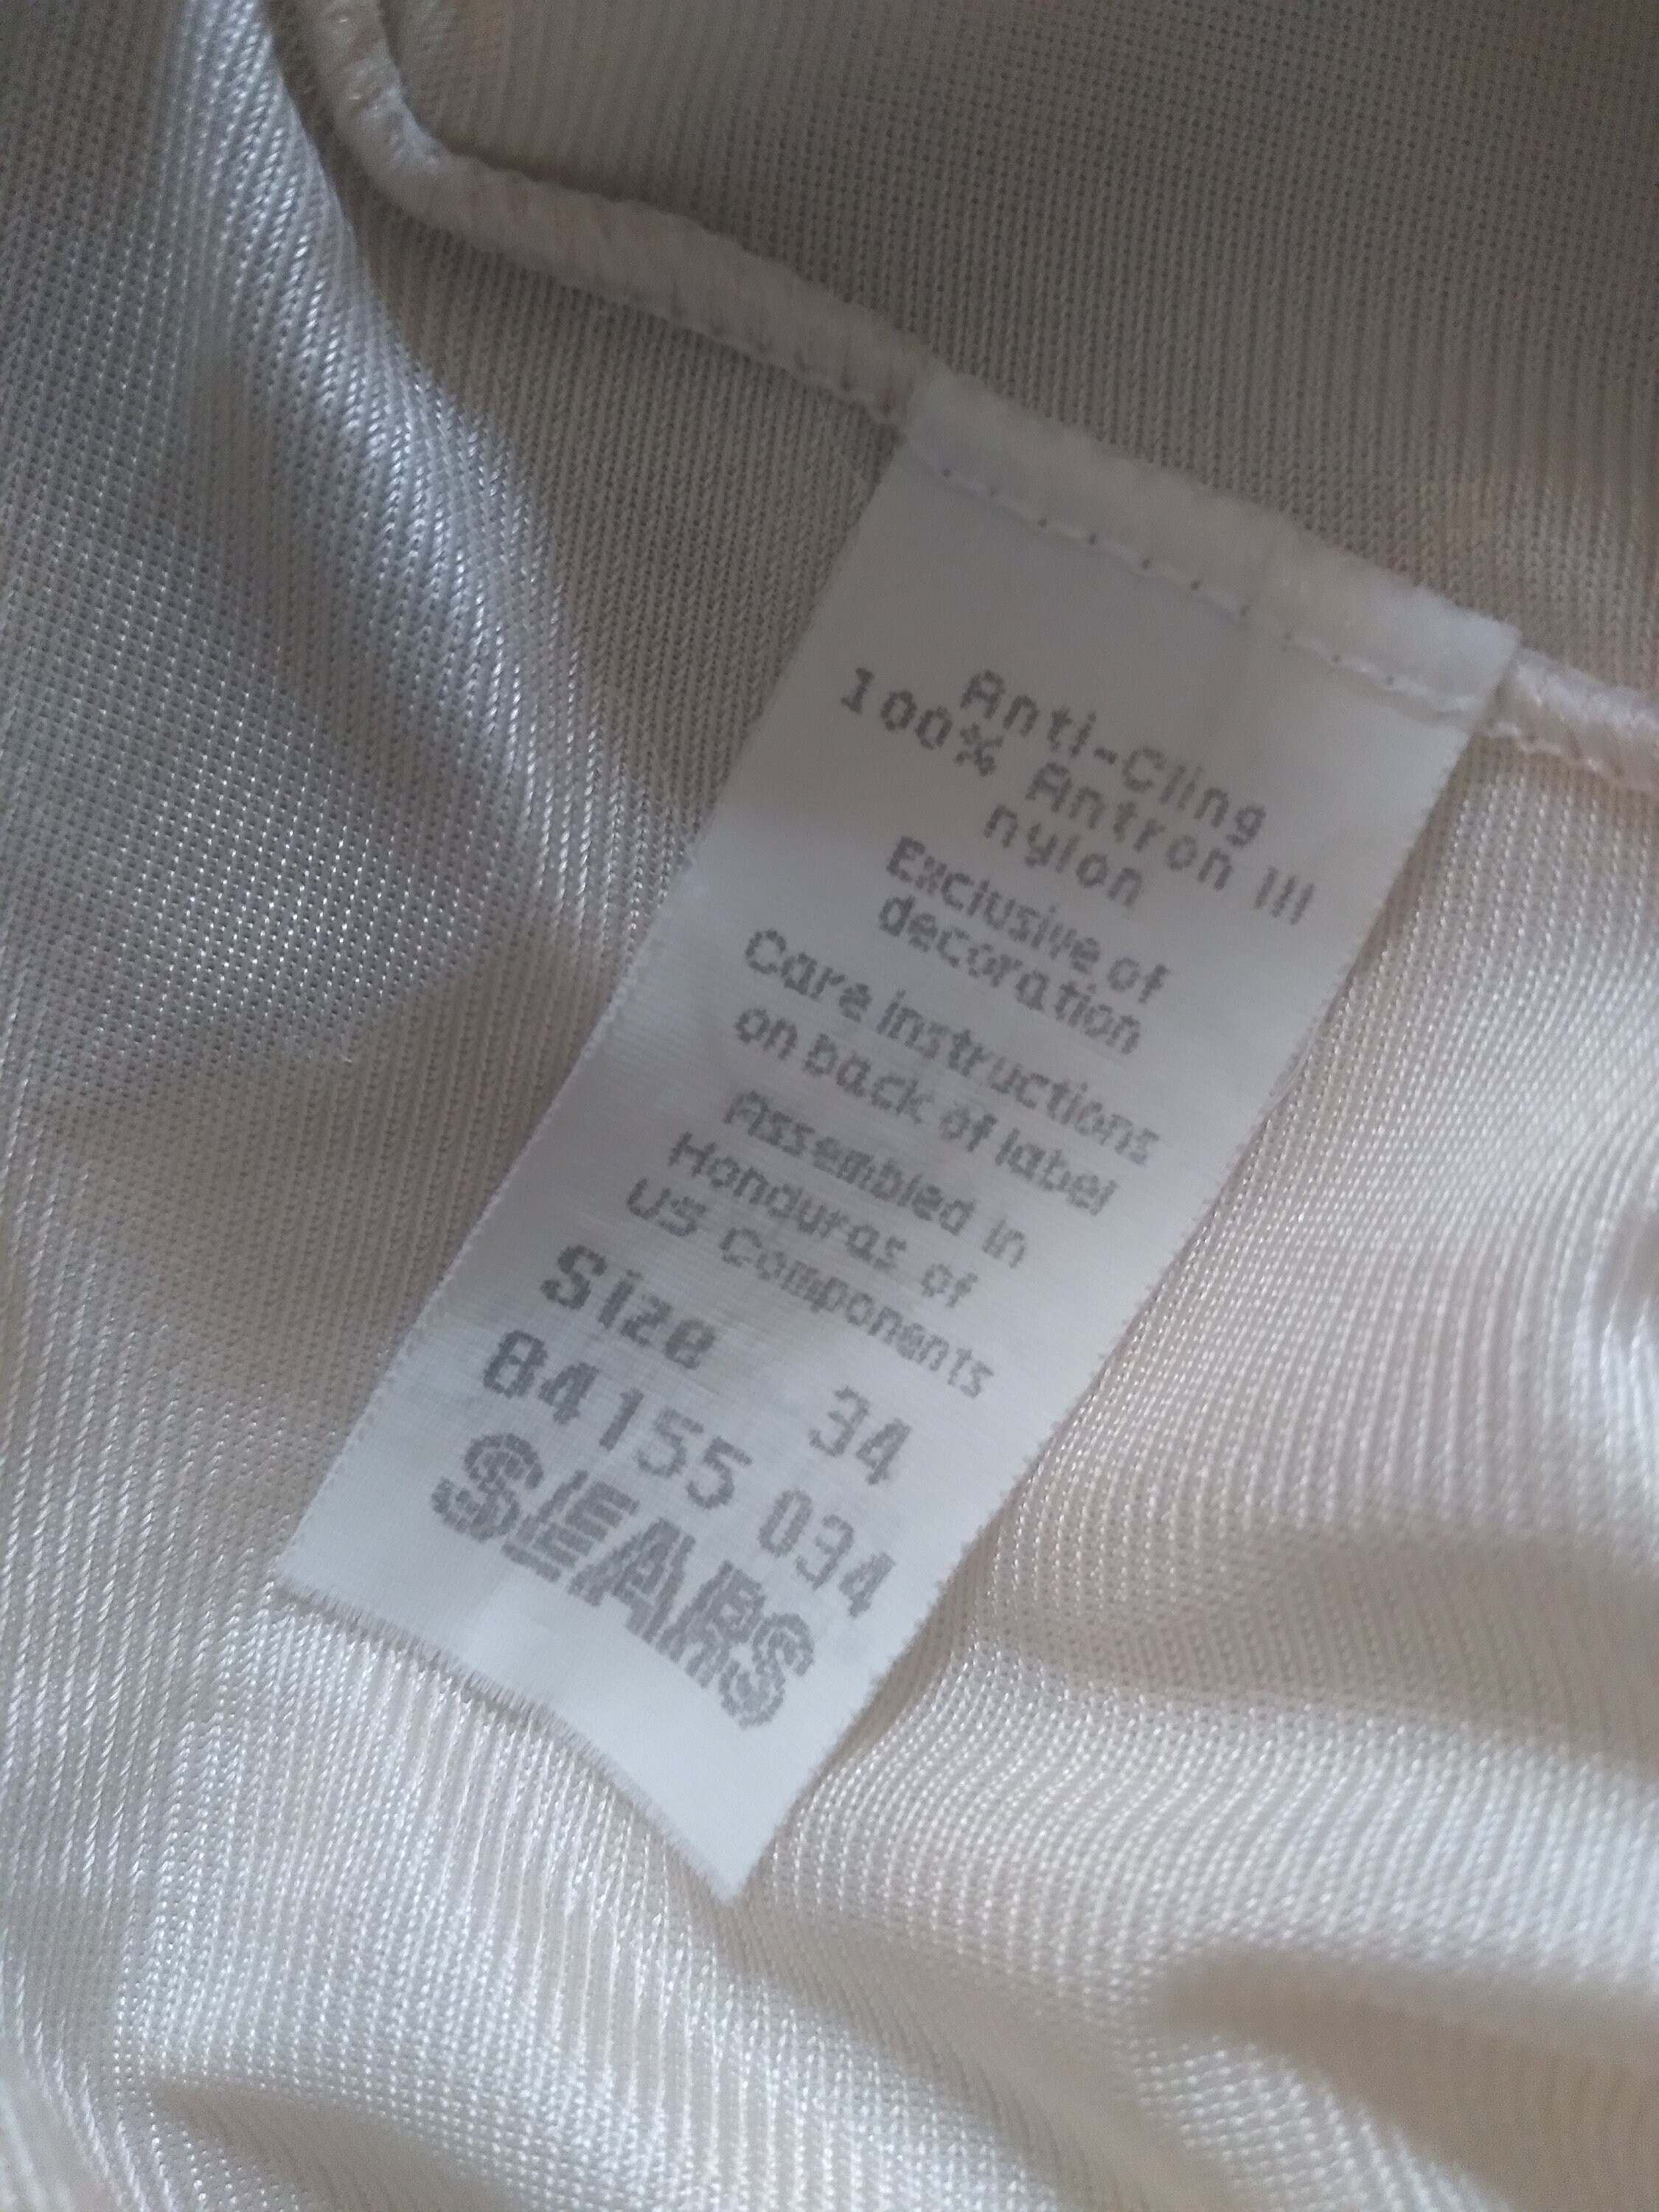 Anti-Cling
100% Antron III
nylon
Exclusive of
decoration
Care instructions
on back of label
Assembled in
Honduras of
US Components
Size 34
84155 034
SEARS